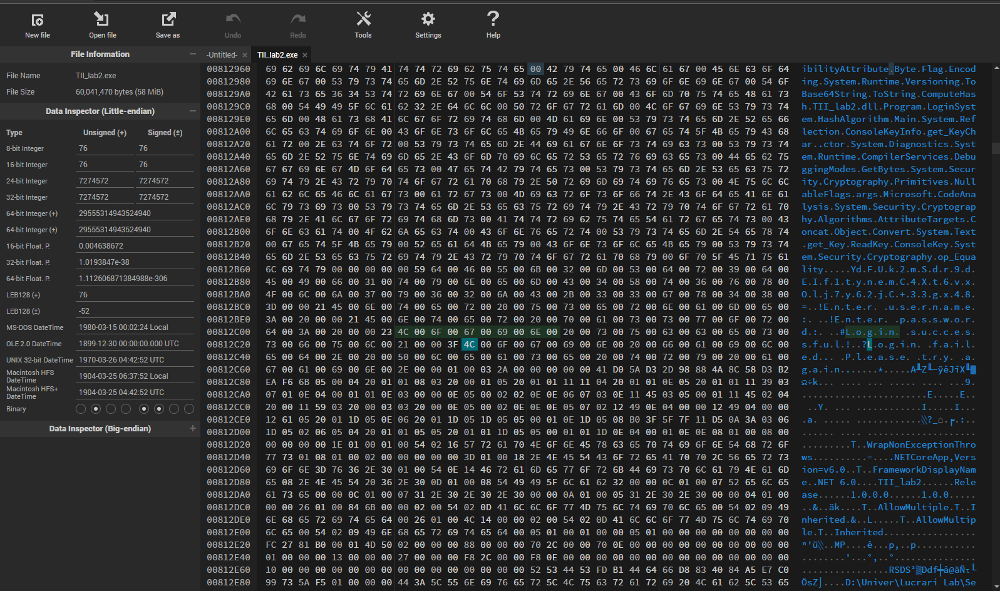 New file Open file Save as Undo Redo Tools Settings Help
File Information
File Name TII_lab2.exe
File Size 60,041,470 bytes (58 MiB)
Data Inspector (Little-endian)
Type Unsigned (+) Signed (±)
8-bit Integer 76 76
16-bit Integer 76 76
24-bit Integer 7274572 7274572
32-bit Integer 7274572 7274572
64-bit Integer (+) 29555314943524940
64-bit Integer (±) 29555314943524940
16-bit Float. P. 0.004638672
32-bit Float. P. 1.0193847e-38
64-bit Float. P. 1.112606871384988e-306
LEB128 (+) 76
LEB128 (±) -52
MS-DOS DateTime 1980-03-15 00:02:24 Local
OLE 2.0 DateTime 1899-12-30 00:00:00.000 UTC
UNIX 32-bit DateTime 1970-03-26 04:42:52 UTC
Macintosh HFS DateTime 1904-03-25 06:37:52 Local
Macintosh HFS+ DateTime 1904-03-25 04:42:52 UTC
Binary
Data Inspector (Big-endian)
-Untitled- × TII_lab2.exe ×
00812960 69 62 69 6C 69 74 79 41 74 74 72 69 62 75 74 65 00 42 79 74 65 00 46 6C 61 67 00 45 6E 63 6F 64 ibilityAttribute.Byte.Flag.Encod
00812980 69 6E 67 00 53 79 73 74 65 6D 2E 52 75 6E 74 69 6D 65 2E 56 65 72 73 69 6F 6E 69 6E 67 00 54 6F ing.System.Runtime.Versioning.To
008129A0 42 61 73 65 36 34 53 74 72 69 6E 67 00 54 6F 53 74 72 69 6E 67 00 43 6F 6D 70 75 74 65 48 61 73 Base64String.ToString.ComputeHas
008129C0 68 00 54 49 49 5F 6C 61 62 32 2E 64 6C 6C 00 50 72 6F 67 72 61 6D 00 4C 6F 67 69 6E 53 79 73 74 h.TII_lab2.dll.Program.LoginSyst
008129E0 65 6D 00 48 61 73 68 41 6C 67 6F 72 69 74 68 6D 00 4D 61 69 6E 00 53 79 73 74 65 6D 2E 52 65 66 em.HashAlgorithm.Main.System.Ref
00812A00 6C 65 63 74 69 6F 6E 00 43 6F 6E 73 6F 6C 65 4B 65 79 49 6E 66 6F 00 67 65 74 5F 4B 65 79 43 68 lection.ConsoleKeyInfo.get_KeyCh
00812A20 61 72 00 2E 63 74 6F 72 00 53 79 73 74 65 6D 2E 44 69 61 67 6E 6F 73 74 69 63 73 00 53 79 73 74 ar..ctor.System.Diagnostics.Syst
00812A40 65 6D 2E 52 75 6E 74 69 6D 65 2E 43 6F 6D 70 69 6C 65 72 53 65 72 76 69 63 65 73 00 44 65 62 75 em.Runtime.CompilerServices.Debu
00812A60 67 67 69 6E 67 4D 6F 64 65 73 00 47 65 74 42 79 74 65 73 00 53 79 73 74 65 6D 2E 53 65 63 75 72 ggingModes.GetBytes.System.Secur
00812A80 69 74 79 2E 43 72 79 70 74 6F 67 72 61 70 68 79 2E 50 72 69 6D 69 74 69 76 65 73 00 4E 75 6C 6C ity.Cryptography.Primitives.Null
00812AA0 61 62 6C 65 46 6C 61 67 73 00 61 72 67 73 00 4D 69 63 72 6F 73 6F 66 74 2E 43 6F 64 65 41 6E 61 ableFlags.args.Microsoft.CodeAna
00812AC0 6C 79 73 69 73 00 53 79 73 74 65 6D 2E 53 65 63 75 72 69 74 79 2E 43 72 79 70 74 6F 67 72 61 70 lysis.System.Security.Cryptograp
00812AE0 68 79 2E 41 6C 67 6F 72 69 74 68 6D 73 00 41 74 74 72 69 62 75 74 65 54 61 72 67 65 74 73 00 43 hy.Algorithms.AttributeTargets.C
00812B00 6F 6E 63 61 74 00 4F 62 6A 65 63 74 00 43 6F 6E 76 65 72 74 00 53 79 73 74 65 6D 2E 54 65 78 74 oncat.Object.Convert.System.Text
00812B20 00 67 65 74 5F 4B 65 79 00 52 65 61 64 4B 65 79 00 43 6F 6E 73 6F 6C 65 4B 65 79 00 53 79 73 74 .get_Key.ReadKey.ConsoleKey.Syst
00812B40 65 6D 2E 53 65 63 75 72 69 74 79 2E 43 72 79 70 74 6F 67 72 61 70 68 79 00 6F 70 5F 45 71 75 61 em.Security.Cryptography.op_Equa
00812B60 6C 69 74 79 00 00 00 00 00 59 64 00 46 00 55 00 6B 00 32 00 6D 00 53 00 64 00 72 00 39 00 64 00 lity.....Yd.F.U.k.2.m.S.d.r.9.d.
00812B80 45 00 49 00 66 00 31 00 74 00 79 00 6E 00 65 00 6D 00 43 00 34 00 58 00 74 00 36 00 76 00 78 00 E.I.f.1.t.y.n.e.m.C.4.X.t.6.v.x.
00812BA0 4F 00 6C 00 6A 00 37 00 79 00 36 00 32 00 6A 00 43 00 2B 00 33 00 33 00 67 00 78 00 34 00 38 00 O.l.j.7.y.6.2.j.C.+.3.3.g.x.4.8.
00812BC0 3D 00 00 21 45 00 6E 00 74 00 65 00 72 00 20 00 75 00 73 00 65 00 72 00 6E 00 61 00 6D 00 65 00 =..!E.n.t.e.r. .u.s.e.r.n.a.m.e.
00812BE0 3A 00 20 00 00 21 45 00 6E 00 74 00 65 00 72 00 20 00 70 00 61 00 73 00 73 00 77 00 6F 00 72 00 :. ..!E.n.t.e.r. .p.a.s.s.w.o.r.
00812C00 64 00 3A 00 20 00 00 23 4C 00 6F 00 67 00 69 00 6E 00 20 00 73 00 75 00 63 00 63 00 65 00 73 00 d.:. ..#L.o.g.i.n. .s.u.c.c.e.s.
00812C20 73 00 66 00 75 00 6C 00 21 00 00 3F 4C 00 6F 00 67 00 69 00 6E 00 20 00 66 00 61 00 69 00 6C 00 s.f.u.l.!..?L.o.g.i.n. .f.a.i.l.
00812C40 65 00 64 00 2E 00 20 00 50 00 6C 00 65 00 61 00 73 00 65 00 20 00 74 00 72 00 79 00 20 00 61 00 e.d... .P.l.e.a.s.e. .t.r.y. .a.
00812C60 67 00 61 00 69 00 6E 00 2E 00 00 01 00 03 2A 00 00 00 00 00 41 D0 5A D3 2D 98 88 4A 8C 58 D3 B2 g.a.i.n.......*.....A╨Z╙-ÿêJîX╙▓
00812C80 EA F6 6B 05 00 04 20 01 01 08 03 20 00 01 05 20 01 01 11 11 04 20 01 01 0E 05 20 01 01 11 39 03
00812CA0 07 01 0E 04 00 01 01 0E 03 00 00 0E 05 00 02 02 0E 0E 06 07 03 0E 11 45 03 05 00 01 11 45 02 04
00812CC0 20 00 11 59 03 20 00 03 03 20 00 0E 05 00 02 0E 0E 0E 05 07 02 12 49 0E 04 00 00 12 49 04 00 00
00812CE0 12 61 05 20 01 1D 05 0E 06 20 01 1D 05 1D 05 05 00 01 0E 1D 05 08 B0 3F 5F 7F 11 D5 0A 3A 03 06
00812D00 1D 05 02 06 05 04 20 01 01 05 05 20 01 01 1D 05 05 00 01 01 1D 0E 04 00 01 0E 0E 08 01 00 08 00
00812D20 00 00 00 00 1E 01 00 01 00 54 02 16 57 72 61 70 4E 6F 6E 45 78 63 65 70 74 69 6F 6E 54 68 72 6F .........T..WrapNonExceptionThro
00812D40 77 73 01 08 01 00 02 00 00 00 00 00 3D 01 00 18 2E 4E 45 54 43 6F 72 65 41 70 70 2C 56 65 72 73 ws..........=....NETCoreApp,Vers
00812D60 69 6F 6E 3D 76 36 2E 30 01 00 54 0E 14 46 72 61 6D 65 77 6F 72 6B 44 69 73 70 6C 61 79 4E 61 6D ion=v6.0..T..FrameworkDisplayNam
00812D80 65 08 2E 4E 45 54 20 36 2E 30 0D 01 00 08 54 49 49 5F 6C 61 62 32 00 00 0C 01 00 07 52 65 6C 65 e..NET 6.0....TII_lab2......Rele
00812DA0 61 73 65 00 00 0C 01 00 07 31 2E 30 2E 30 2E 30 00 00 0A 01 00 05 31 2E 30 2E 30 00 00 04 01 00 ase......1.0.0.0......1.0.0.....
00812DC0 00 00 26 01 00 84 6B 00 00 02 00 54 02 0D 41 6C 6C 6F 77 4D 75 6C 74 69 70 6C 65 00 54 02 09 49 ..&..äk....T..AllowMultiple.T..I
00812DE0 6E 68 65 72 69 74 65 64 00 26 01 00 4C 14 00 00 02 00 54 02 0D 41 6C 6C 6F 77 4D 75 6C 74 69 70 nherited.&..L.....T..AllowMultip
00812E00 6C 65 00 54 02 09 49 6E 68 65 72 69 74 65 64 00 05 01 00 01 00 00 05 01 00 00 00 00 00 00 00 00 le.T..Inherited.................
00812E20 FC 27 81 B0 00 01 4D 50 02 00 00 00 88 00 00 00 70 2C 00 00 70 0E 00 00 00 00 00 00 00 00 00 00
00812E40 01 00 00 00 13 00 00 00 27 00 00 00 F8 2C 00 00 F8 0E 00 00 00 00 00 00 00 00 00 00 00 00 00 00
00812E60 10 00 00 00 00 00 00 00 00 00 00 00 00 00 00 00 52 53 44 53 FD B1 44 64 66 D8 83 40 84 A5 E7 C0
00812E80 99 73 5A F5 01 00 00 00 44 3A 5C 55 6E 69 76 65 72 5C 4C 75 63 72 61 72 69 20 4C 61 62 5C 53 65 ÖsZ⌡....D:\Univer\Lucrari Lab\Se